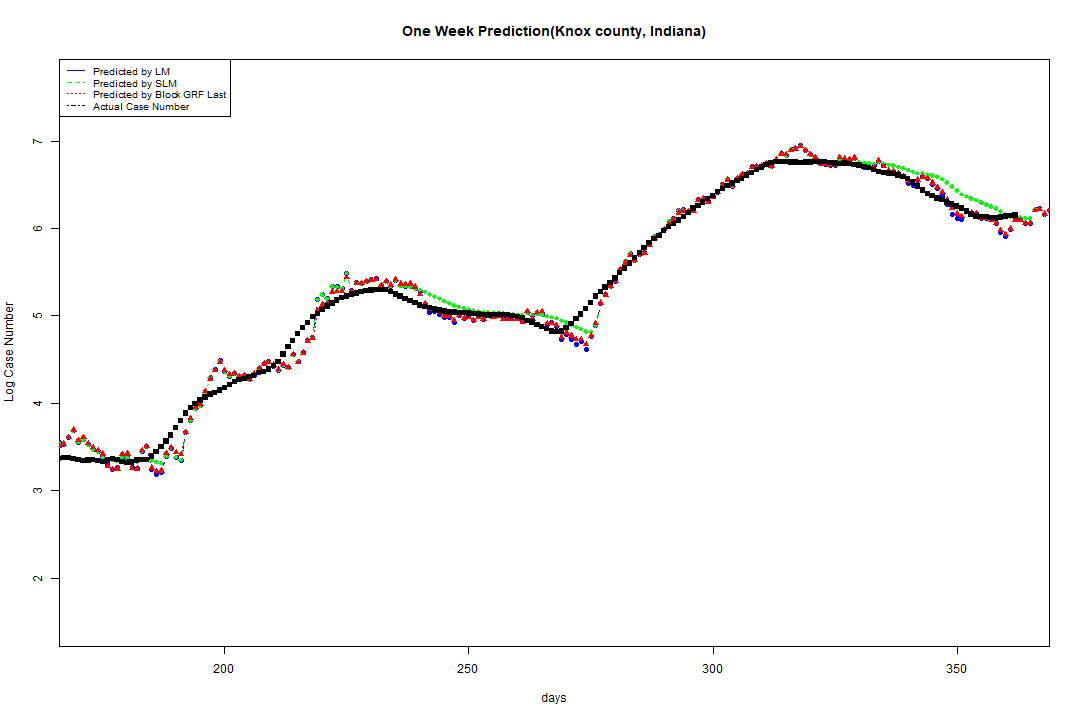 One Week Prediction(Knox county, Indiana)
Predicted by LM
Predicted by SLM
Predicted by Block GRF Last
Actual Case Number
7
6
5
4
3
2
Log Case Number
200 250 300 350
days